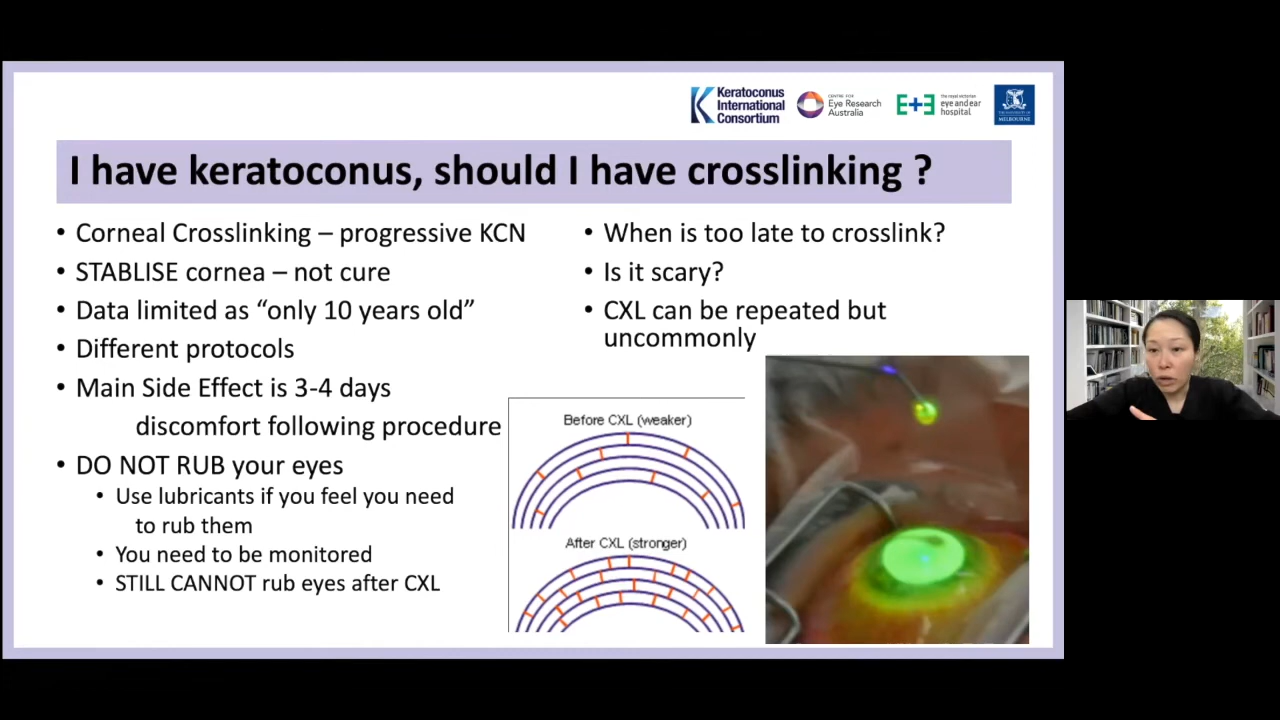 Keratoconus
International
Consortium
CENTRE FOR
Eye Research
Australia
the royal victorian
eye and ear
hospital
THE UNIVERSITY OF
MELBOURNE
I have keratoconus, should I have crosslinking ?
• Corneal Crosslinking – progressive KCN
• STABLISE cornea – not cure
• Data limited as “only 10 years old”
• Different protocols
• Main Side Effect is 3-4 days
discomfort following procedure
• DO NOT RUB your eyes
• Use lubricants if you feel you need
to rub them
• You need to be monitored
• STILL CANNOT rub eyes after CXL
• When is too late to crosslink?
• Is it scary?
• CXL can be repeated but
uncommonly
Before CXL (weaker)
After CXL (stronger)